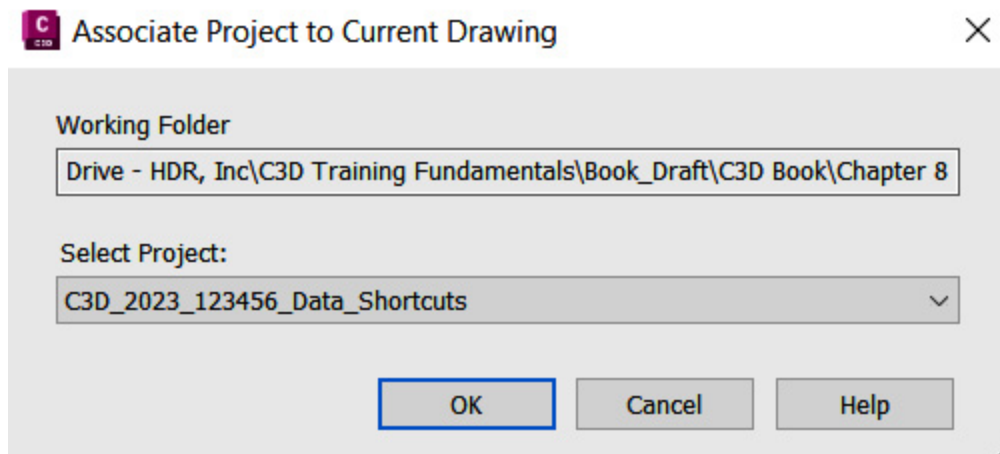 C
C3D
Associate Project to Current Drawing
Working Folder
Drive - HDR, Inc\C3D Training Fundamentals\Book_Draft\C3D Book\Chapter 8
Select Project:
C3D_2023_123456_Data_Shortcuts
OK Cancel Help